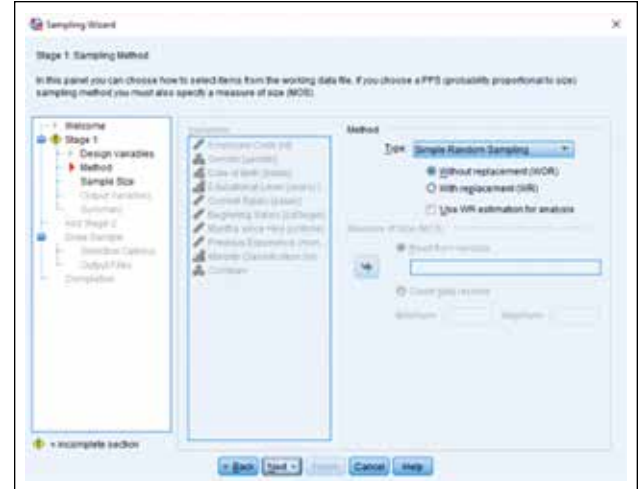 Sampling Wizard
Stage 1: Sampling Method
In this panel you can choose how to select items from the working data file. If you choose a PPS (probability proportional to size)
sampling method you must also specify a measure of size (MOS).
Welcome
Stage 1
Design Variables
Method
Sample Size
Output Variables
Summary
Add Stage 2
Draw Sample
Selection Options
Output Files
Completion
= incomplete section
Variables:
Employee Code [id]
Gender [gender]
Date of Birth [bdate]
Educational Level (years) [
Current Salary [salary]
Beginning Salary [salbegin]
Months since Hire [jobtime]
Previous Experience (mon
Minority Classification [mi
Method
Type: Simple Random Sampling
Without replacement (WOR)
With replacement (WR)
Use WR estimation for analysis
Measure of Size (MOS)
Read from variable
Count data records
Minimum: Maximum:
< Back Next > Finish Cancel Help